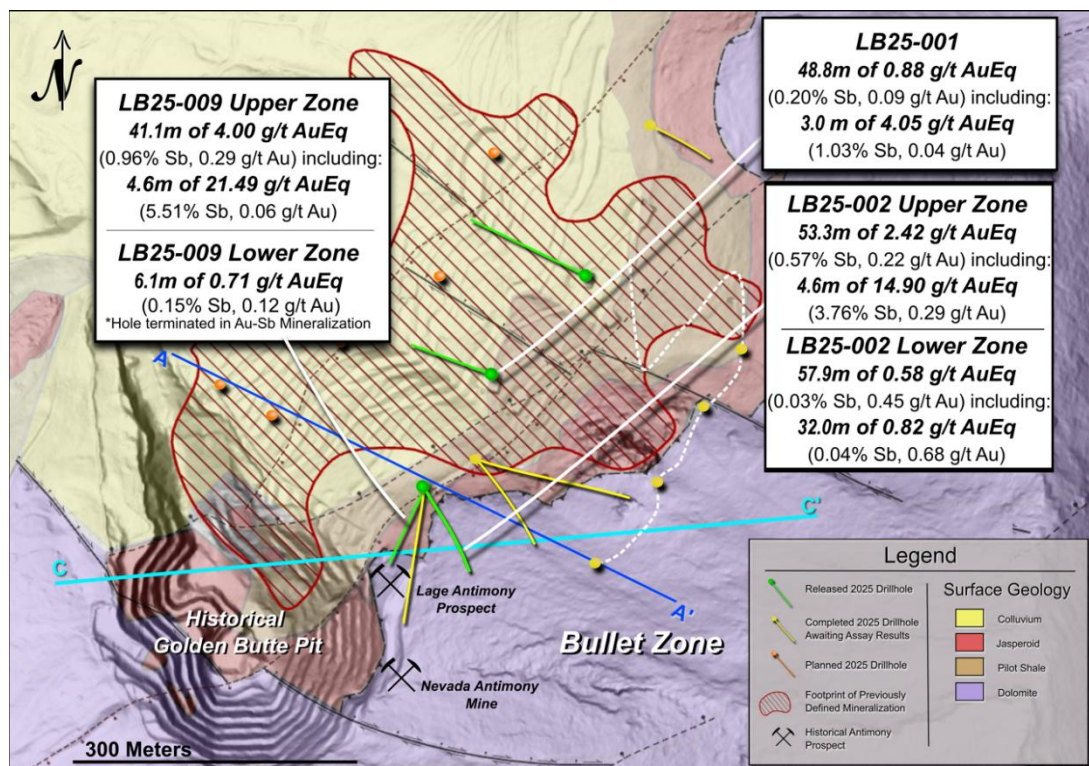 N
LB25-009 Upper Zone
41.1m of 4.00 g/t AuEq
(0.96% Sb, 0.29 g/t Au) including:
4.6m of 21.49 g/t AuEq
(5.51% Sb, 0.06 g/t Au)
LB25-009 Lower Zone
6.1m of 0.71 g/t AuEq
(0.15% Sb, 0.12 g/t Au)
*Hole terminated in Au-Sb Mineralization
LB25-001
48.8m of 0.88 g/t AuEq
(0.20% Sb, 0.09 g/t Au) including:
3.0 m of 4.05 g/t AuEq
(1.03% Sb, 0.04 g/t Au)
LB25-002 Upper Zone
53.3m of 2.42 g/t AuEq
(0.57% Sb, 0.22 g/t Au) including:
4.6m of 14.90 g/t AuEq
(3.76% Sb, 0.29 g/t Au)
LB25-002 Lower Zone
57.9m of 0.58 g/t AuEq
(0.03% Sb, 0.45 g/t Au) including:
32.0m of 0.82 g/t AuEq
(0.04% Sb, 0.68 g/t Au)
A
A'
C
C'
Lage Antimony
Prospect
Historical
Golden Butte Pit
Bullet Zone
Nevada Antimony
Mine
300 Meters
Legend
Released 2025 Drillhole
Completed 2025 Drillhole
Awaiting Assay Results
Planned 2025 Drillhole
Footprint of Previously
Defined Mineralization
Historical Antimony
Prospect
Surface Geology
Colluvium
Jasperoid
Pilot Shale
Dolomite